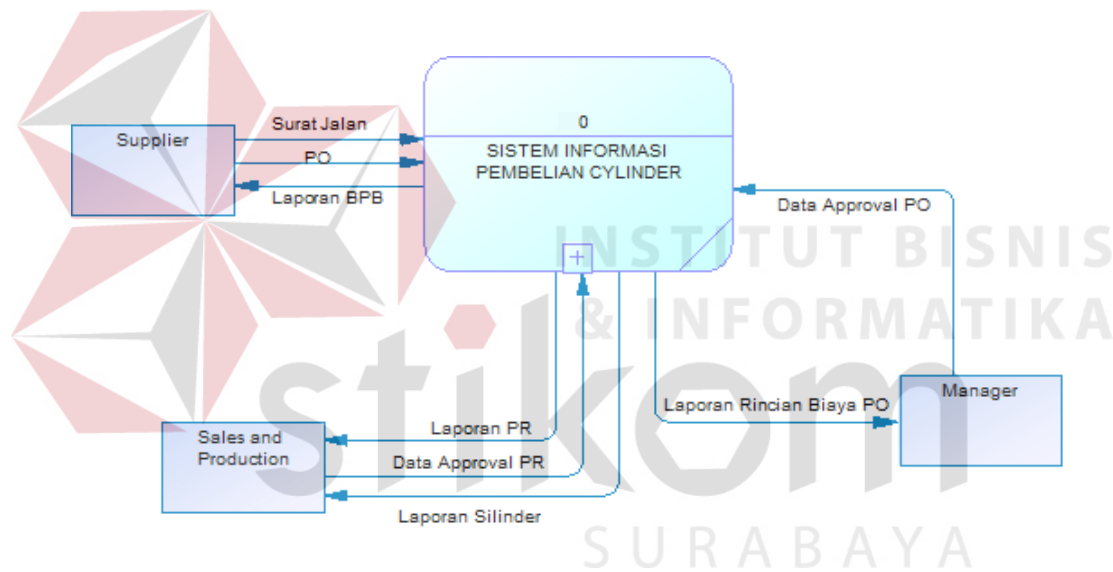 0
SISTEM INFORMASI
PEMBELIAN CYLINDER
Supplier
Surat Jalan
PO
Laporan BPB
Data Approval PO
INSTITUT BISNIS
& INFORMATIKA
stikom
SURABAYA
Manager
Laporan Rincian Biaya PO
Sales and
Production
Laporan PR
Data Approval PR
Laporan Silinder